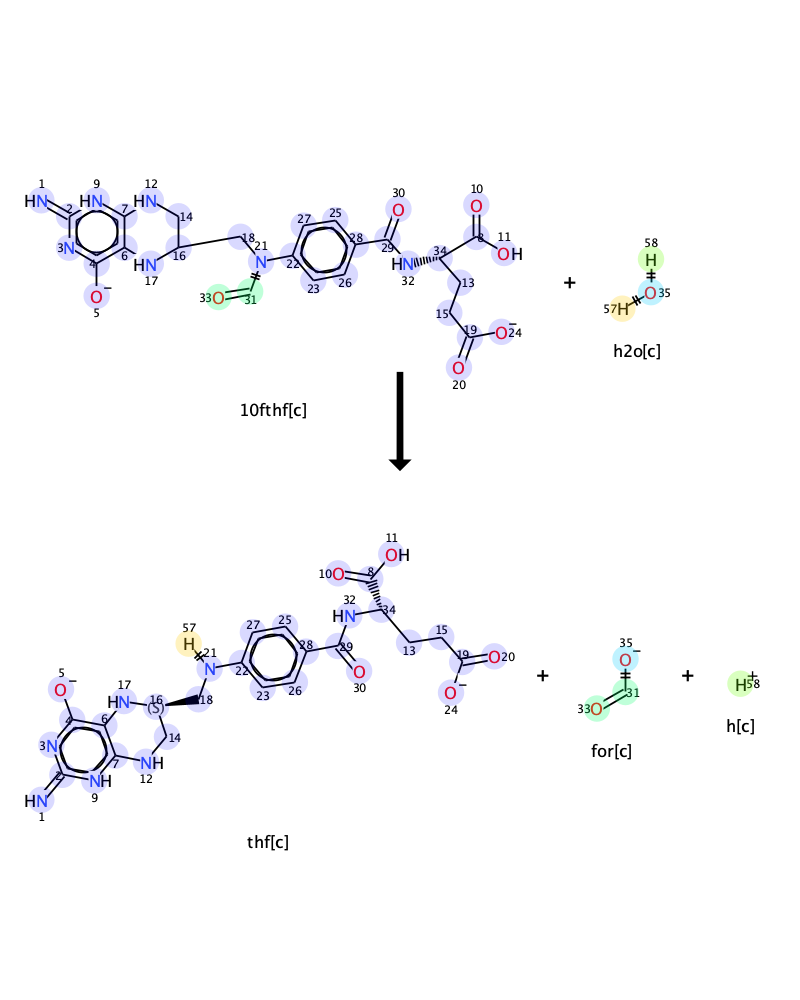 1 9 12 30 10 58
HN HN HN O O H
2 7 14 27 25 28 8 11
N 3 18 21 29 34 OH
4 6 16 N 22 HN 57 H O 35
HN 17 23 26 32 13
O⁻ 33 O 31 15 + h2o[c]
5 19 O⁻ 24
O
20
10fthf[c]
11
10 O 8 OH
57 32 34 15 35
H 27 25 HN O⁻
5 21 28 29 13 19 O 20
O⁻ 17 16 N 22 O⁻ + 31 + H⁺ 58
HN (S) 18 23 26 O 24 33 O h[c]
4 6 14 30 for[c]
3 N 7 NH
2 NH 12
HN 9
1
thf[c]